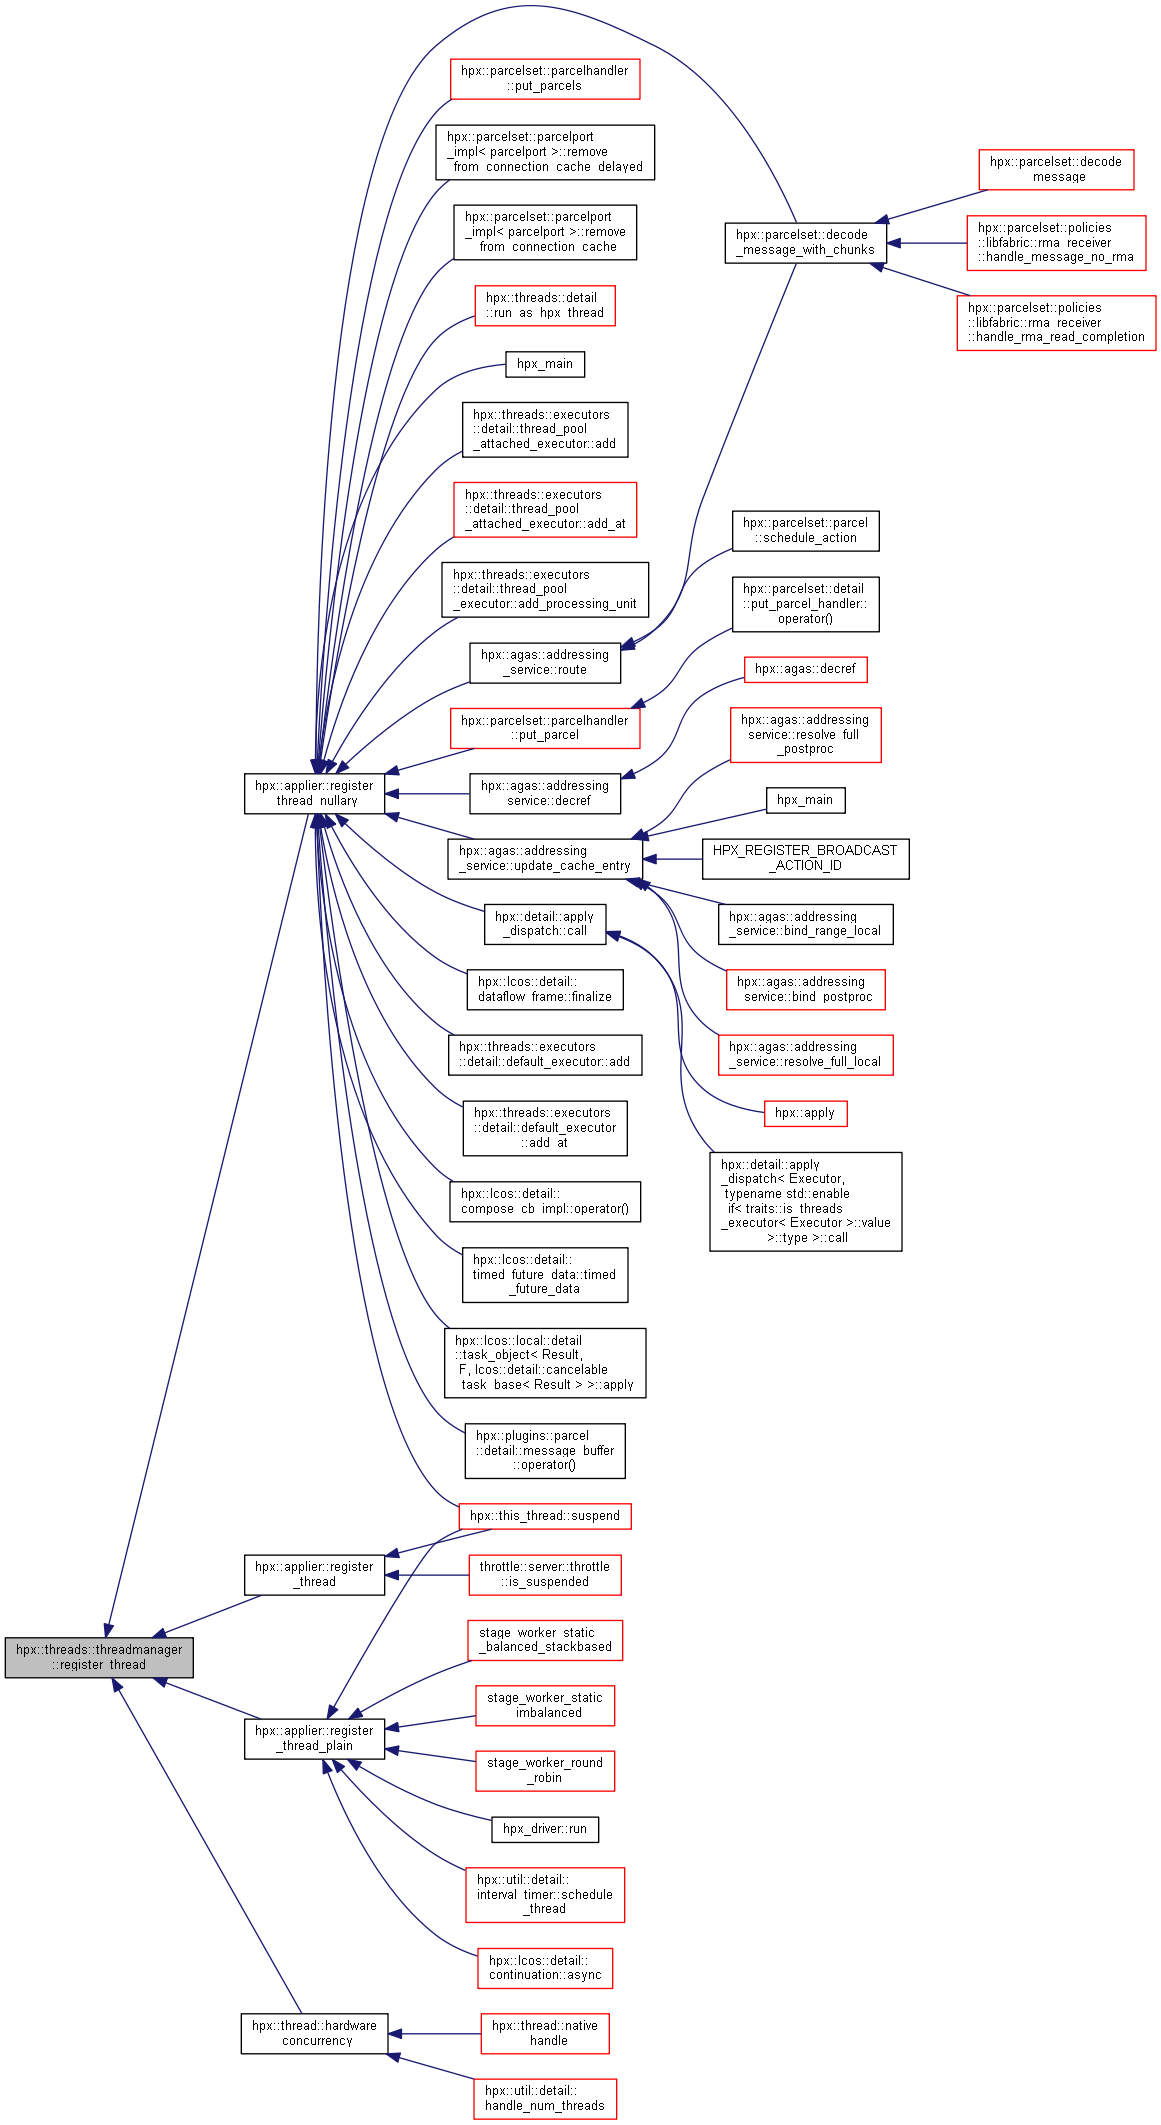 hpx::parcelset::parcelhandler
::put_parcels
hpx::parcelset::parcelport
_impl< parcelport >::remove
_from_connection_cache_delayed
hpx::parcelset::parcelport
_impl< parcelport >::remove
_from_connection_cache
hpx::threads::detail
::run_as_hpx_thread
hpx_main
hpx::threads::executors
::detail::thread_pool
_attached_executor::add
hpx::threads::executors
::detail::thread_pool
_attached_executor::add_at
hpx::threads::executors
::detail::thread_pool
_executor::add_processing_unit
hpx::agas::addressing
_service::route
hpx::parcelset::parcelhandler
::put_parcel
hpx::agas::addressing
_service::decref
hpx::agas::addressing
_service::update_cache_entry
hpx::detail::apply
_dispatch::call
hpx::lcos::detail::
dataflow_frame::finalize
hpx::threads::executors
::detail::default_executor::add
hpx::threads::executors
::detail::default_executor
::add_at
hpx::lcos::detail::
compose_cb_impl::operator()
hpx::lcos::detail::
timed_future_data::timed
_future_data
hpx::lcos::local::detail
::task_object< Result,
F, lcos::detail::cancelable
_task_base< Result > >::apply
hpx::plugins::parcel
::detail::message_buffer
::operator()
hpx::this_thread::suspend
throttle::server::throttle
::is_suspended
stage_worker_static
_balanced_stackbased
stage_worker_static
_imbalanced
stage_worker_round
_robin
hpx_driver::run
hpx::util::detail::
interval_timer::schedule
_thread
hpx::lcos::detail::
continuation::async
hpx::thread::native
_handle
hpx::util::detail::
handle_num_threads
hpx::applier::register
_thread_nullary
hpx::applier::register
_thread
hpx::threads::threadmanager
::register_thread
hpx::applier::register
_thread_plain
hpx::thread::hardware
_concurrency
hpx::parcelset::decode
_message_with_chunks
hpx::parcelset::parcel
::schedule_action
hpx::parcelset::detail
::put_parcel_handler::
operator()
hpx::agas::decref
hpx::agas::addressing
_service::resolve_full
_postproc
hpx_main
HPX_REGISTER_BROADCAST
_ACTION_ID
hpx::agas::addressing
_service::bind_range_local
hpx::agas::addressing
_service::bind_postproc
hpx::agas::addressing
_service::resolve_full_local
hpx::apply
hpx::detail::apply
_dispatch< Executor,
typename std::enable
_if< traits::is_threads
_executor< Executor >::value
>::type >::call
hpx::parcelset::decode
_message
hpx::parcelset::policies
::libfabric::rma_receiver
::handle_message_no_rma
hpx::parcelset::policies
::libfabric::rma_receiver
::handle_rma_read_completion